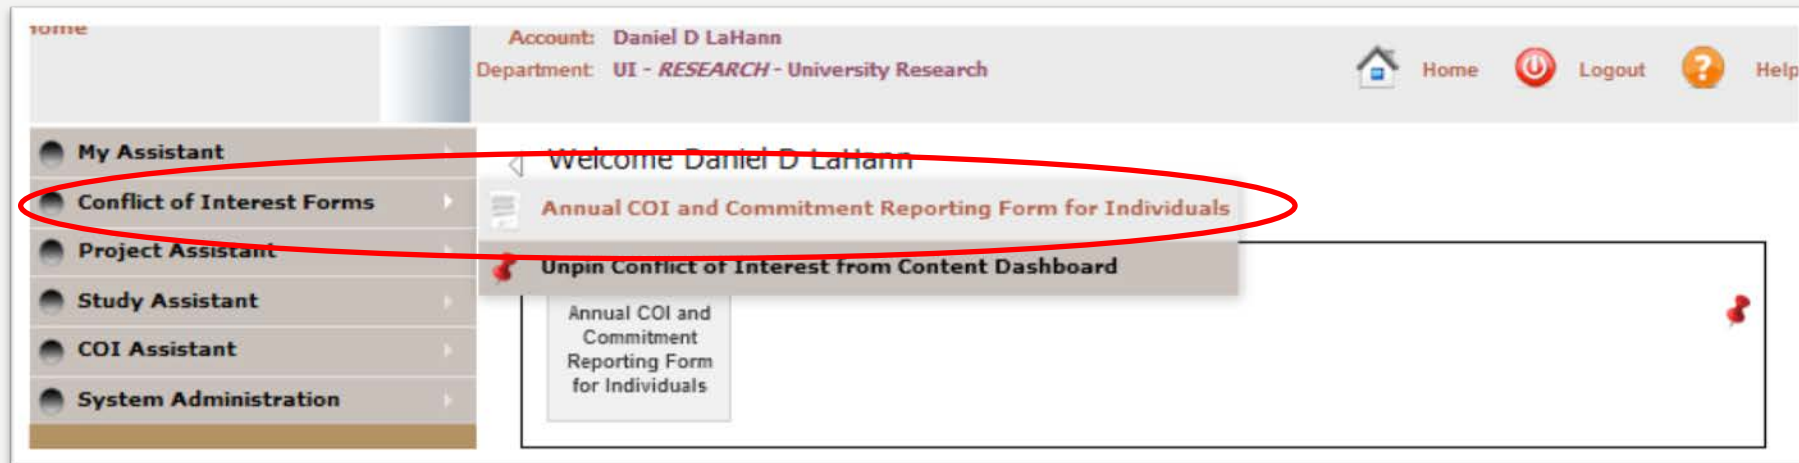 Home
Account: Daniel D LaHann
Department: UI - RESEARCH - University Research
Home
Logout
Help
My Assistant
Conflict of Interest Forms
Project Assistant
Study Assistant
COI Assistant
System Administration
Welcome Daniel D LaHann
Annual COI and Commitment Reporting Form for Individuals
Unpin Conflict of Interest from Content Dashboard
Annual COI and
Commitment
Reporting Form
for Individuals